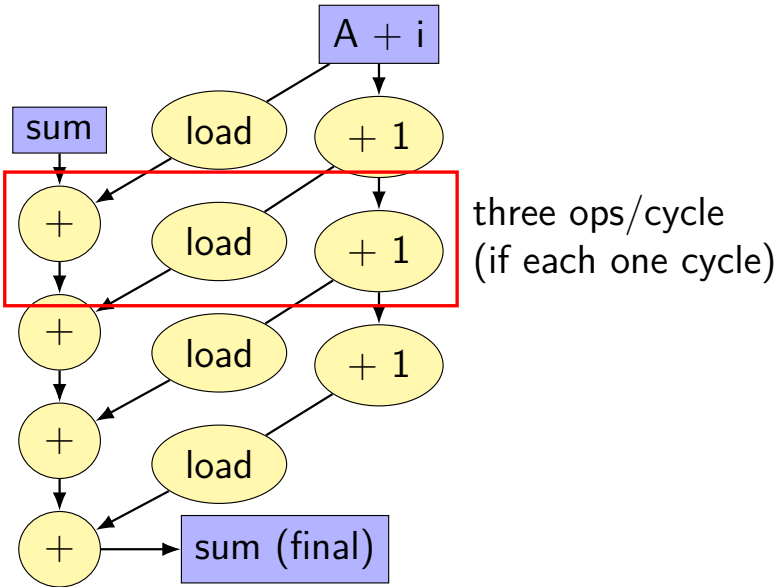 A + i
load
+ 1
sum
+
load
+ 1
three ops/cycle
(if each one cycle)
+
load
+ 1
+
load
+
sum (final)